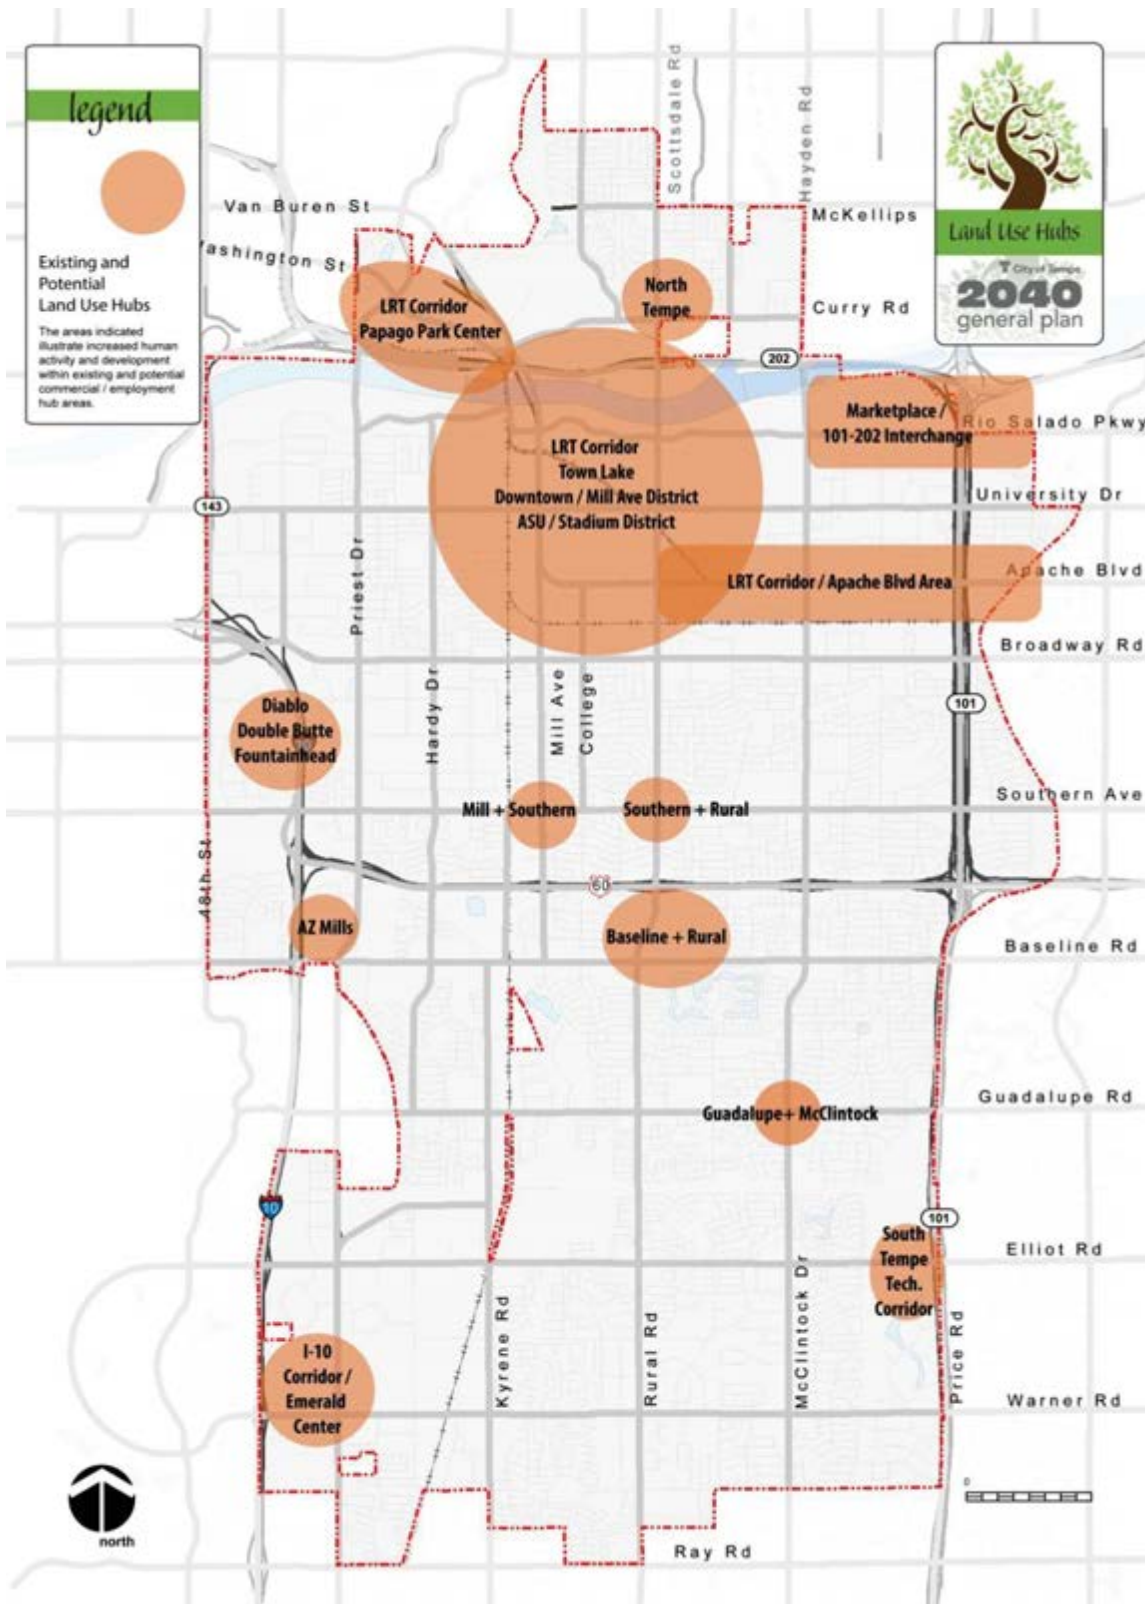 legend
Existing and
Potential
Land Use Hubs
The areas indicated
illustrate increased human
activity and development
within existing and potential
commercial / employment
hub areas.
Land Use Hubs
City of Tempe
2040
general plan
Scottsdale Rd
Hayden Rd
Van Buren St
McKellips
ashington St
LRT Corridor
Papago Park Center
North
Tempe
Curry Rd
202
Marketplace /
101-202 Interchange
Rio Salado Pkwy
LRT Corridor
Town Lake
Downtown / Mill Ave District
ASU / Stadium District
University Dr
143
Priest Dr
LRT Corridor / Apache Blvd Area
Apache Blvd
Broadway Rd
Hardy Dr
Mill Ave
College
101
Diablo
Double Butte
Fountainhead
Mill + Southern
Southern + Rural
Southern Ave
48th St
60
AZ Mills
Baseline + Rural
Baseline Rd
Guadalupe+ McClintock
Guadalupe Rd
10
101
South
Tempe
Tech.
Corridor
Elliot Rd
Kyrene Rd
Rural Rd
McClintock Dr
Price Rd
I-10
Corridor /
Emerald
Center
Warner Rd
north
0
Ray Rd